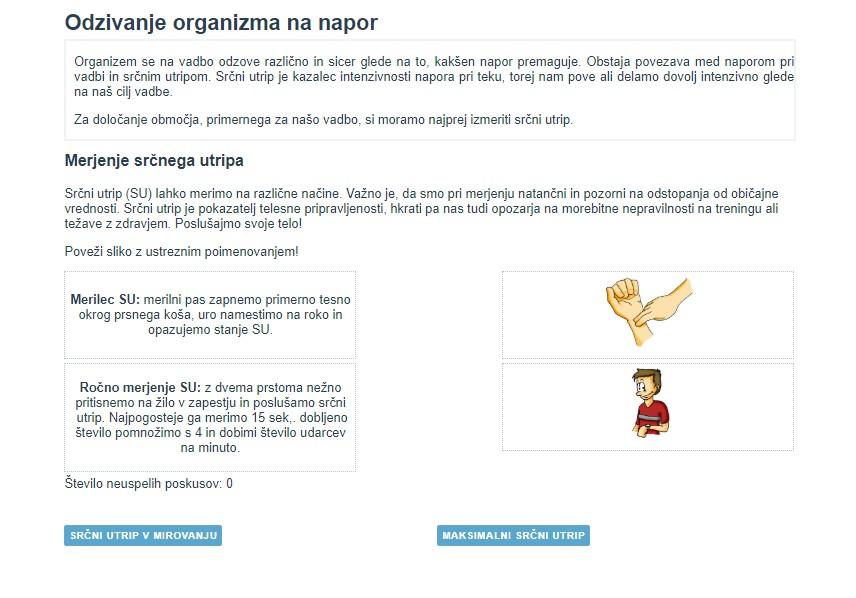 Odzivanje organizma na napor
Organizem se na vadbo odzove različno in sicer glede na to, kakšen napor premaguje. Obstaja povezava med naporom pri
vadbi in srčnim utripom. Srčni utrip je kazalec intenzivnosti napora pri teku, torej nam pove ali delamo dovolj intenzivno glede
na naš cilj vadbe.
Za določanje območja, primernega za našo vadbo, si moramo najprej izmeriti srčni utrip.
Merjenje srčnega utripa
Srčni utrip (SU) lahko merimo na različne načine. Važno je, da smo pri merjenju natančni in pozorni na odstopanja od običajne
vrednosti. Srčni utrip je pokazatelj telesne pripravljenosti, hkrati pa nas tudi opozarja na morebitne nepravilnosti na treningu ali
težave z zdravjem. Poslušajmo svoje telo!
Poveži sliko z ustreznim poimenovanjem!
Merilec SU: merilni pas zapnemo primerno tesno
okrog prsnega koša, uro namestimo na roko in
opazujemo stanje SU.
Ročno merjenje SU: z dvema prstoma nežno
pritisnemo na žilo v zapestju in poslušamo srčni
utrip. Najpogosteje ga merimo 15 sek,. dobljeno
število pomnožimo s 4 in dobimi število udarcev
na minuto.
Število neuspelih poskusov: 0
SRČNI UTRIP V MIROVANJU
MAKSIMALNI SRČNI UTRIP